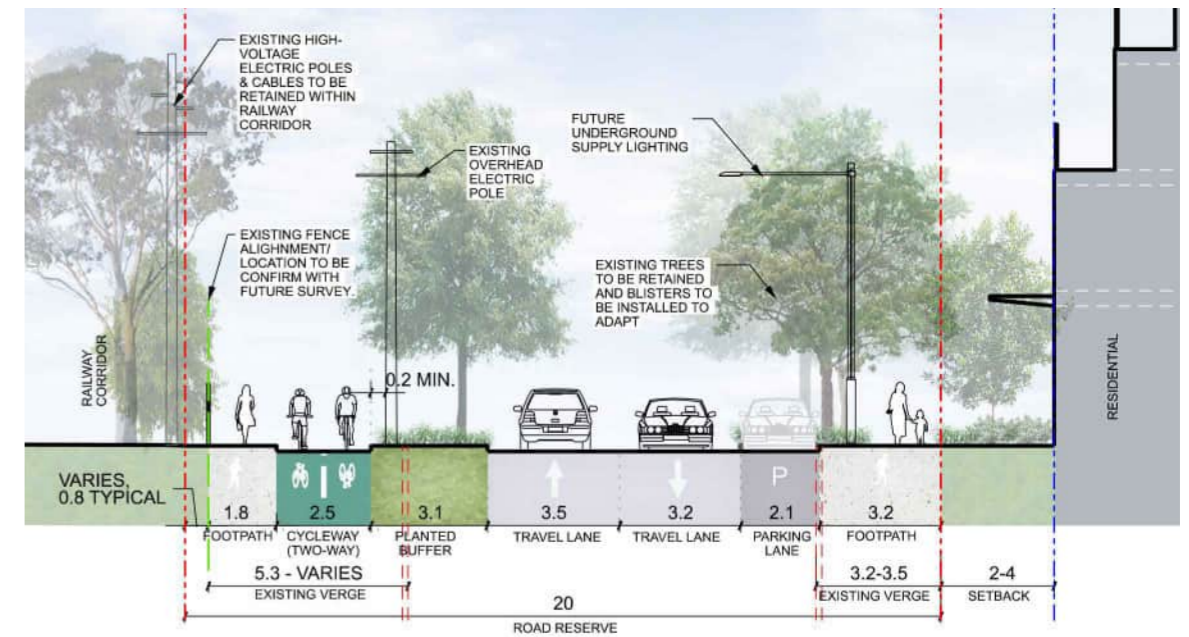 EXISTING HIGH-
VOLTAGE
ELECTRIC POLES
& CABLES TO BE
RETAINED WITHIN
RAILWAY
CORRIDOR
EXISTING
OVERHEAD
ELECTRIC
POLE
FUTURE
UNDERGROUND
SUPPLY LIGHTING
EXISTING FENCE
ALIGHNMENT/
LOCATION TO BE
CONFIRM WITH
FUTURE SURVEY.
EXISTING TREES
TO BE RETAINED
AND BLISTERS TO
BE INSTALLED TO
ADAPT
RAILWAY
CORRIDOR
0.2 MIN.
RESIDENTIAL
VARIES,
0.8 TYPICAL
P
1.8
FOOTPATH
2.5
CYCLEWAY
(TWO-WAY)
3.1
PLANTED
BUFFER
3.5
TRAVEL LANE
3.2
TRAVEL LANE
2.1
PARKING
LANE
3.2
FOOTPATH
5.3 - VARIES
EXISTING VERGE
3.2-3.5
EXISTING VERGE
2-4
SETBACK
20
ROAD RESERVE